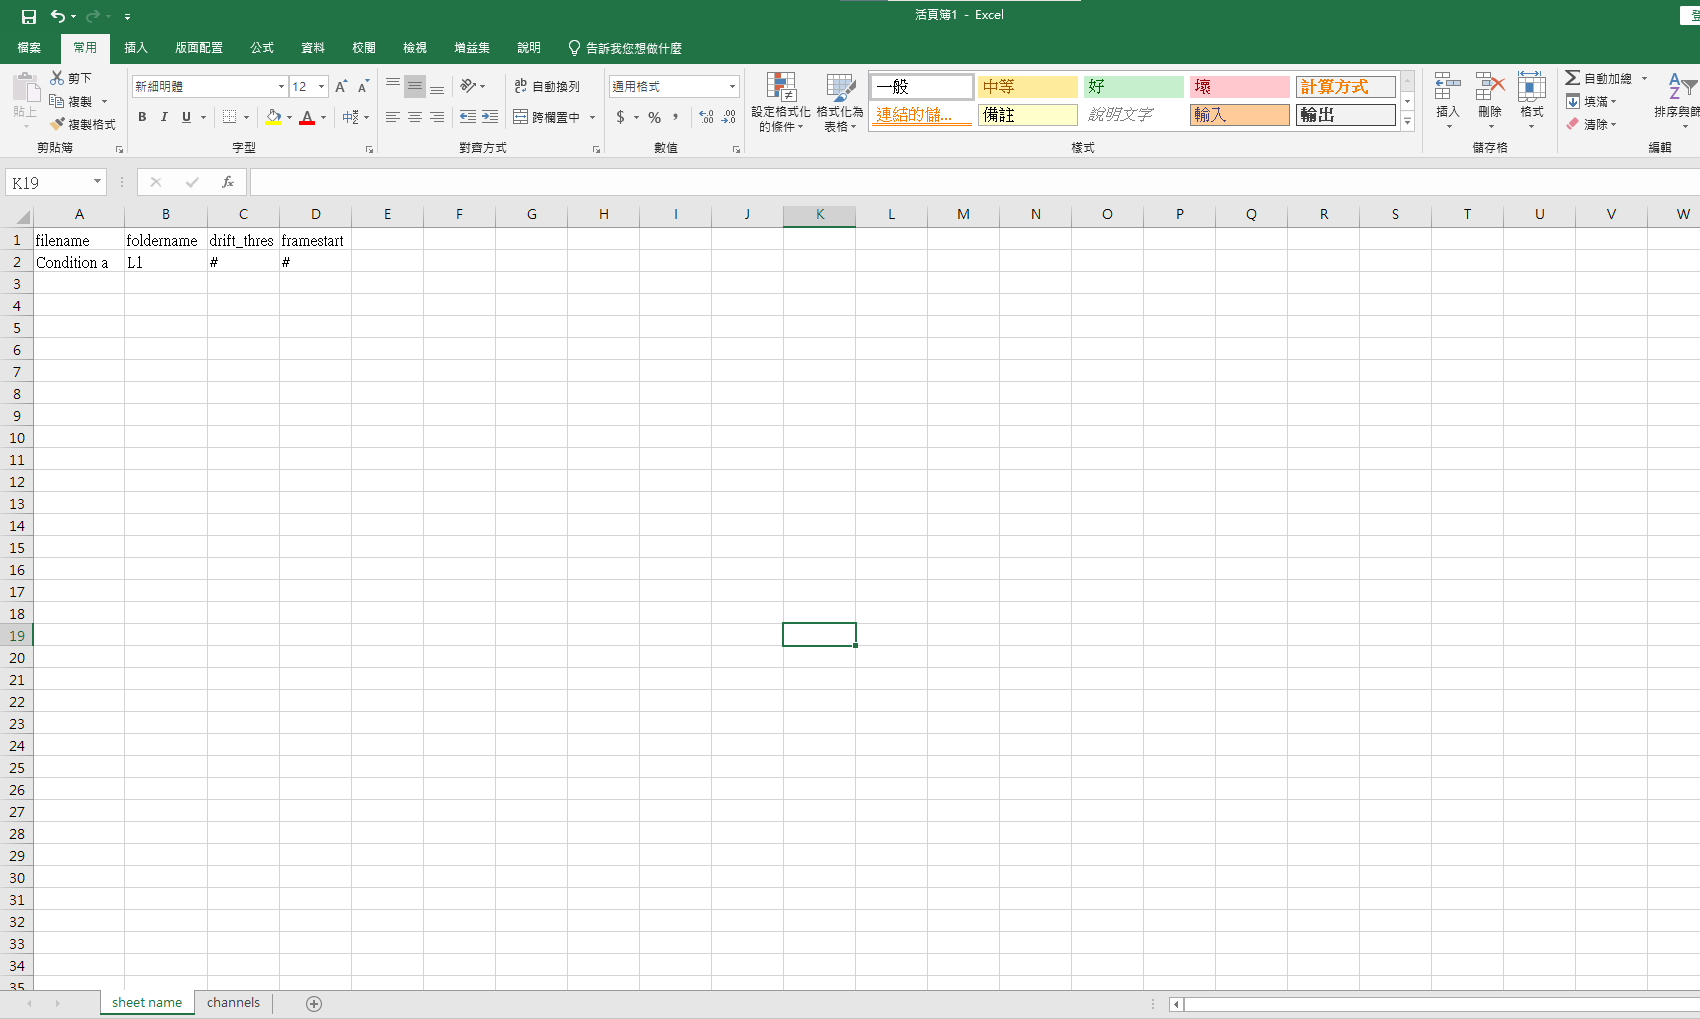 活頁簿1 - Excel
登
檔案 常用 插入 版面配置 公式 資料 校閱 檢視 增益集 說明 告訴我您想做什麼
貼上
剪下
複製
複製格式
剪貼簿
新細明體 12
B I U
字型
自動換列
跨欄置中
對齊方式
通用格式
$ % ,
數值
設定格式化的條件
格式化為表格
一般 中等 好 壞 計算方式
連結的儲... 備註 說明文字 輸入 輸出
樣式
插入 刪除 格式
儲存格
自動加總
填滿
清除
排序與篩
編輯
K19 fx
A B C D E F G H I J K L M N O P Q R S T U V W
1 filename foldername drift_thres framestart
2 Condition a L1 # #
3
4
5
6
7
8
9
10
11
12
13
14
15
16
17
18
19
20
21
22
23
24
25
26
27
28
29
30
31
32
33
34
35
sheet name channels